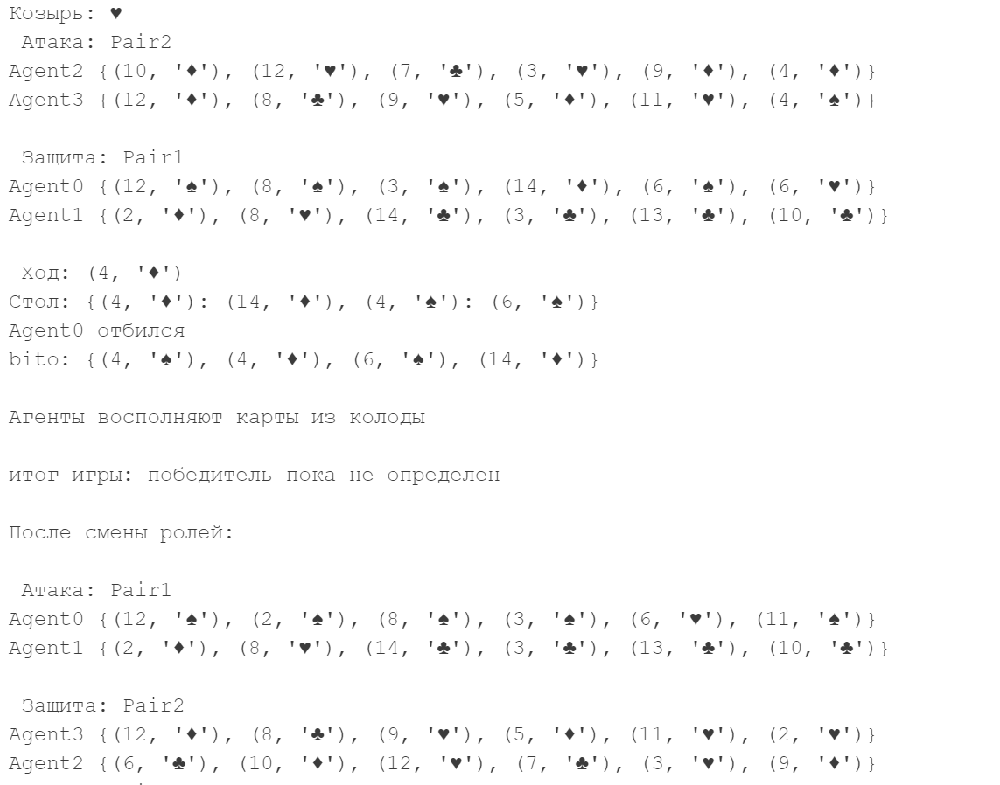 Козырь: ♥
Атака: Pair2
Agent2 {(10, '♦'), (12, '♥'), (7, '♣'), (3, '♥'), (9, '♦'), (4, '♦')}
Agent3 {(12, '♦'), (8, '♣'), (9, '♥'), (5, '♦'), (11, '♥'), (4, '♠')}
Защита: Pair1
Agent0 {(12, '♠'), (8, '♠'), (3, '♠'), (14, '♦'), (6, '♠'), (6, '♥')}
Agent1 {(2, '♦'), (8, '♥'), (14, '♣'), (3, '♣'), (13, '♣'), (10, '♣')}
Ход: (4, '♦')
Стол: {(4, '♦'): (14, '♦'), (4, '♠'): (6, '♠')}
Agent0 отбился
bito: {(4, '♠'), (4, '♦'), (6, '♠'), (14, '♦')}
Агенты восполняют карты из колоды
итог игры: победитель пока не определен
После смены ролей:
Атака: Pair1
Agent0 {(12, '♠'), (2, '♠'), (8, '♠'), (3, '♠'), (6, '♥'), (11, '♠')}
Agent1 {(2, '♦'), (8, '♥'), (14, '♣'), (3, '♣'), (13, '♣'), (10, '♣')}
Защита: Pair2
Agent3 {(12, '♦'), (8, '♣'), (9, '♥'), (5, '♦'), (11, '♥'), (2, '♥')}
Agent2 {(6, '♣'), (10, '♦'), (12, '♥'), (7, '♣'), (3, '♥'), (9, '♦')}